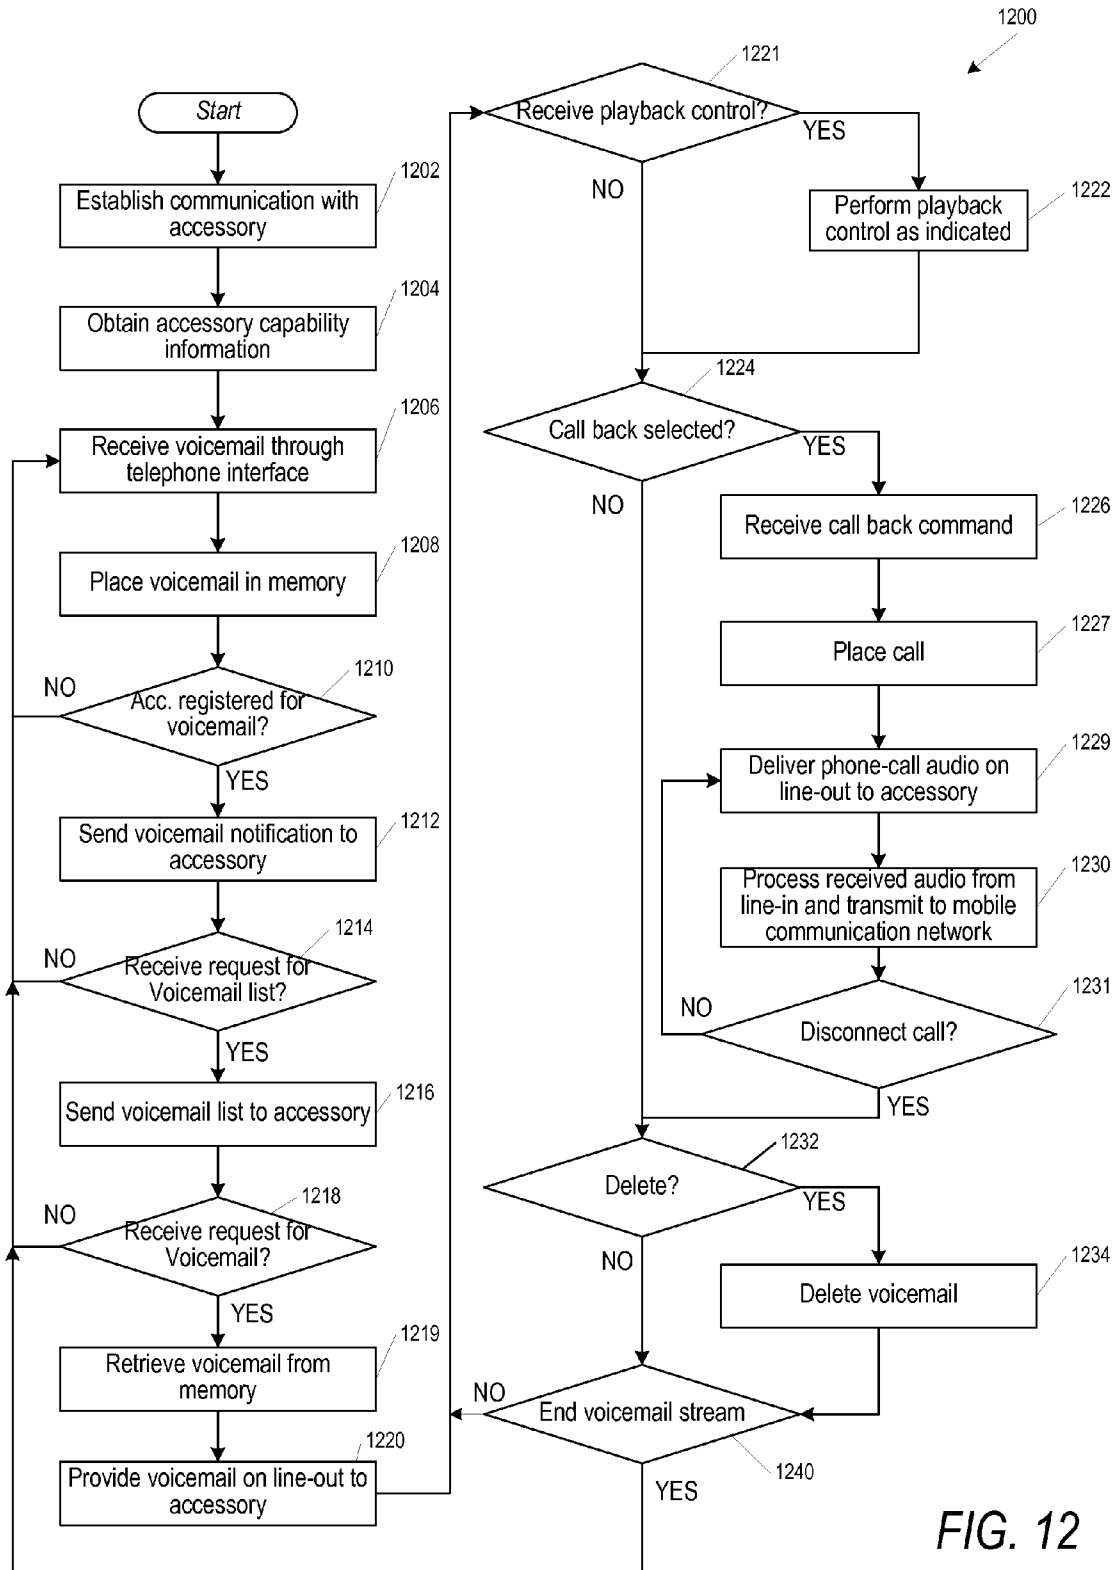 1200
Start
1202
Establish communication with
accessory
1204
Obtain accessory capability
information
1206
Receive voicemail through
telephone interface
1208
Place voicemail in memory
1210
NO
Acc. registered for
voicemail?
YES
1212
Send voicemail notification to
accessory
1214
NO
Receive request for
Voicemail list?
YES
1216
Send voicemail list to accessory
1218
NO
Receive request for
Voicemail?
YES
1219
Retrieve voicemail from
memory
1220
Provide voicemail on line-out to
accessory
1221
Receive playback control?
YES
NO
1222
Perform playback
control as indicated
1224
Call back selected?
YES
NO
1226
Receive call back command
1227
Place call
1229
Deliver phone-call audio on
line-out to accessory
1230
Process received audio from
line-in and transmit to mobile
communication network
1231
NO
Disconnect call?
YES
1232
Delete?
YES
NO
1234
Delete voicemail
NO
End voicemail stream
1240
YES
FIG. 12